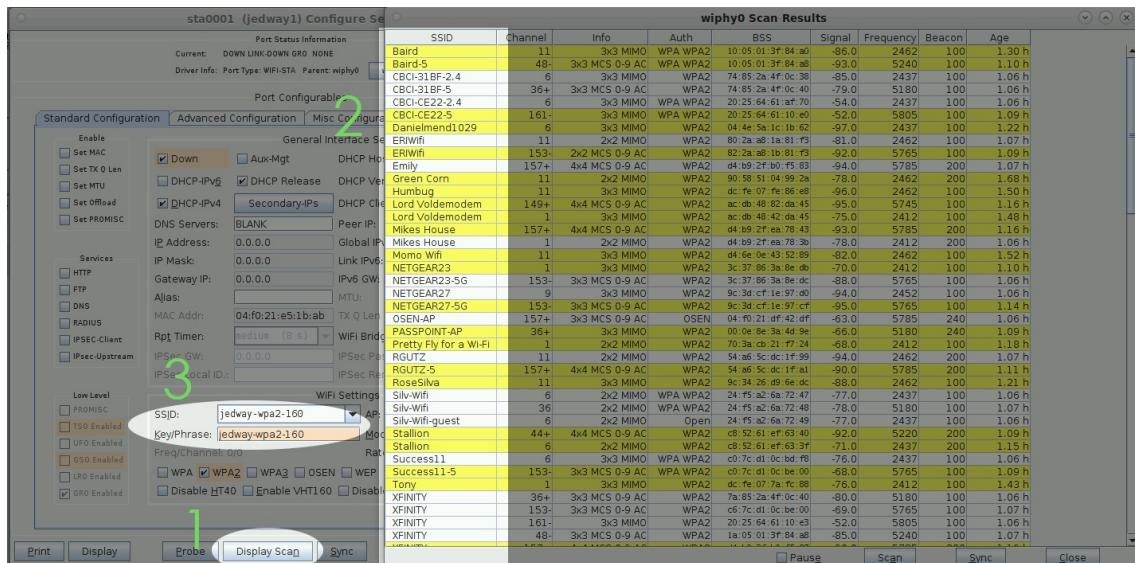 sta0001 (jedway1) Configure Se
Port Status Information
Current: DOWN LINK-DOWN GRO NONE
Driver Info: Port Type: WIFI-STA Parent: wiphy0
Port Configurables
Standard Configuration Advanced Configuration Misc Configura
2
Enable
Set MAC
Set TX Q Len
Set MTU
Set Offload
Set PROMISC
General Interface Se
Down Aux-Mgt DHCP Hos
DHCP-IPv6 DHCP Release DHCP Ven
DHCP-IPv4 Secondary-IPs DHCP Clie
DNS Servers: BLANK Peer IP:
IP Address: 0.0.0.0 Global IPv
IP Mask: 0.0.0.0 Link IPv6:
Gateway IP: 0.0.0.0 IPv6 GW:
Alias: MTU:
MAC Addr: 04:f0:21:e5:1b:ab TX Q Len
Rpt Timer: medium (8 s) WiFi Bridg
IPSec GW: 0.0.0.0 IPSec Pas
IPSec Local ID.: IPSec Rem
Services
HTTP
FTP
DNS
RADIUS
IPSEC-Client
IPsec-Upstream
3
Low Level
PROMISC
TSO Enabled
UFO Enabled
GSO Enabled
LRO Enabled
GRO Enabled
WiFi Settings
SSID: jedway-wpa2-160 AP:
Key/Phrase: jedway-wpa2-160 Mod
Freq/Channel: 0/0 Rat
WPA WPA2 WPA3 OSEN WEP
Disable HT40 Enable VHT160 Disabl
1
Print Display Probe Display Scan Sync
wiphy0 Scan Results
SSID Channel Info Auth BSS Signal Frequency Beacon Age
Baird 11 3x3 MIMO WPA WPA2 10:05:01:3f:84:a0 -86.0 2462 100 1.30 h
Baird-5 48- 3x3 MCS 0-9 AC WPA WPA2 10:05:01:3f:84:a8 -93.0 5240 100 1.10 h
CBCI-31BF-2.4 6 3x3 MIMO WPA2 74:85:2a:4f:0c:38 -85.0 2437 100 1.06 h
CBCI-31BF-5 36+ 3x3 MCS 0-9 AC WPA2 74:85:2a:4f:0c:40 -79.0 5180 100 1.06 h
CBCI-CE22-2.4 6 3x3 MIMO WPA WPA2 20:25:64:61:af:70 -54.0 2437 100 1.06 h
CBCI-CE22-5 161- 3x3 MCS 0-9 AC WPA WPA2 20:25:64:61:10:e0 -52.0 5805 100 1.09 h
Danielmend1029 6 3x3 MIMO WPA2 04:4e:5a:1c:1b:62 -97.0 2437 100 1.22 h
ERIWifi 11 2x2 MIMO WPA2 80:2a:a8:1a:81:f3 -81.0 2462 100 1.07 h
ERIWifi 153- 2x2 MCS 0-9 AC WPA2 82:2a:a8:1b:81:f3 -92.0 5765 100 1.09 h
Emily 157+ 4x4 MCS 0-9 AC WPA2 d4:b9:2f:b0:f5:83 -94.0 5785 200 1.07 h
Green Corn 11 2x2 MIMO WPA2 90:58:51:04:99:2a -78.0 2462 200 1.68 h
Humbug 11 3x3 MIMO WPA2 dc:fe:07:fe:86:e8 -96.0 2462 100 1.50 h
Lord Voldemodem 149+ 4x4 MCS 0-9 AC WPA2 ac:db:48:82:da:45 -95.0 5745 100 1.16 h
Lord Voldemodem 1 3x3 MIMO WPA2 ac:db:48:42:da:45 -75.0 2412 100 1.48 h
Mikes House 157+ 4x4 MCS 0-9 AC WPA2 d4:b9:2f:ea:78:43 -93.0 5785 200 1.16 h
Mikes House 1 2x2 MIMO WPA2 d4:b9:2f:ea:78:3b -78.0 2412 200 1.06 h
Momo Wifi 11 3x3 MIMO WPA2 d4:6e:0e:43:52:89 -82.0 2462 100 1.52 h
NETGEAR23 1 3x3 MIMO WPA2 3c:37:86:3a:8e:db -70.0 2412 100 1.10 h
NETGEAR23-5G 153- 3x3 MCS 0-9 AC WPA2 3c:37:86:3a:8e:dc -88.0 5765 100 1.06 h
NETGEAR27 9 3x3 MIMO WPA2 9c:3d:cf:1e:97:d0 -94.0 2452 100 1.06 h
NETGEAR27-5G 153- 3x3 MCS 0-9 AC WPA2 9c:3d:cf:1e:97:cf -95.0 5765 100 1.14 h
OSEN-AP 157+ 3x3 MCS 0-9 AC OSEN 04:f0:21:df:42:df -63.0 5785 240 1.06 h
PASSPOINT-AP 36+ 3x3 MIMO WPA2 00:0e:8e:3a:4d:9e -66.0 5180 240 1.09 h
Pretty Fly for a Wi-Fi 1 2x2 MIMO WPA2 70:3a:cb:21:f7:24 -68.0 2412 100 1.18 h
RGUTZ 11 2x2 MIMO WPA2 54:a6:5c:dc:1f:99 -94.0 2462 200 1.07 h
RGUTZ-5 157+ 4x4 MCS 0-9 AC WPA2 54:a6:5c:dc:1f:a1 -90.0 5785 200 1.11 h
RoseSilva 11 3x3 MIMO WPA2 9c:34:26:d9:6e:dc -88.0 2462 100 1.21 h
Silv-Wifi 6 2x2 MIMO WPA WPA2 24:f5:a2:6a:72:47 -77.0 2437 100 1.06 h
Silv-Wifi 36 2x2 MIMO WPA WPA2 24:f5:a2:6a:72:48 -78.0 5180 100 1.07 h
Silv-Wifi-guest 6 2x2 MIMO Open 24:f5:a2:6a:72:49 -77.0 2437 100 1.06 h
Stallion 44+ 4x4 MCS 0-9 AC WPA2 c8:52:61:ef:63:40 -92.0 5220 200 1.09 h
Stallion 6 2x2 MIMO WPA2 c8:52:61:ef:63:3f -71.0 2437 200 1.15 h
Success11 6 3x3 MIMO WPA WPA2 c0:7c:d1:0c:bd:f8 -76.0 2437 100 1.06 h
Success11-5 153- 3x3 MCS 0-9 AC WPA WPA2 c0:7c:d1:0c:be:00 -68.0 5765 100 1.09 h
Tony 1 3x3 MIMO WPA2 dc:fe:07:7a:fc:88 -76.0 2412 100 1.43 h
XFINITY 36+ 3x3 MCS 0-9 AC WPA2 7a:85:2a:4f:0c:40 -80.0 5180 100 1.06 h
XFINITY 153- 3x3 MCS 0-9 AC WPA2 c6:7c:d1:0c:be:00 -69.0 5765 100 1.07 h
XFINITY 161- 3x3 MIMO WPA2 20:25:64:61:10:e3 -52.0 5805 100 1.06 h
XFINITY 48- 3x3 MCS 0-9 AC WPA2 1a:05:01:3f:84:a8 -85.0 5240 100 1.06 h
Pause Scan Sync Close